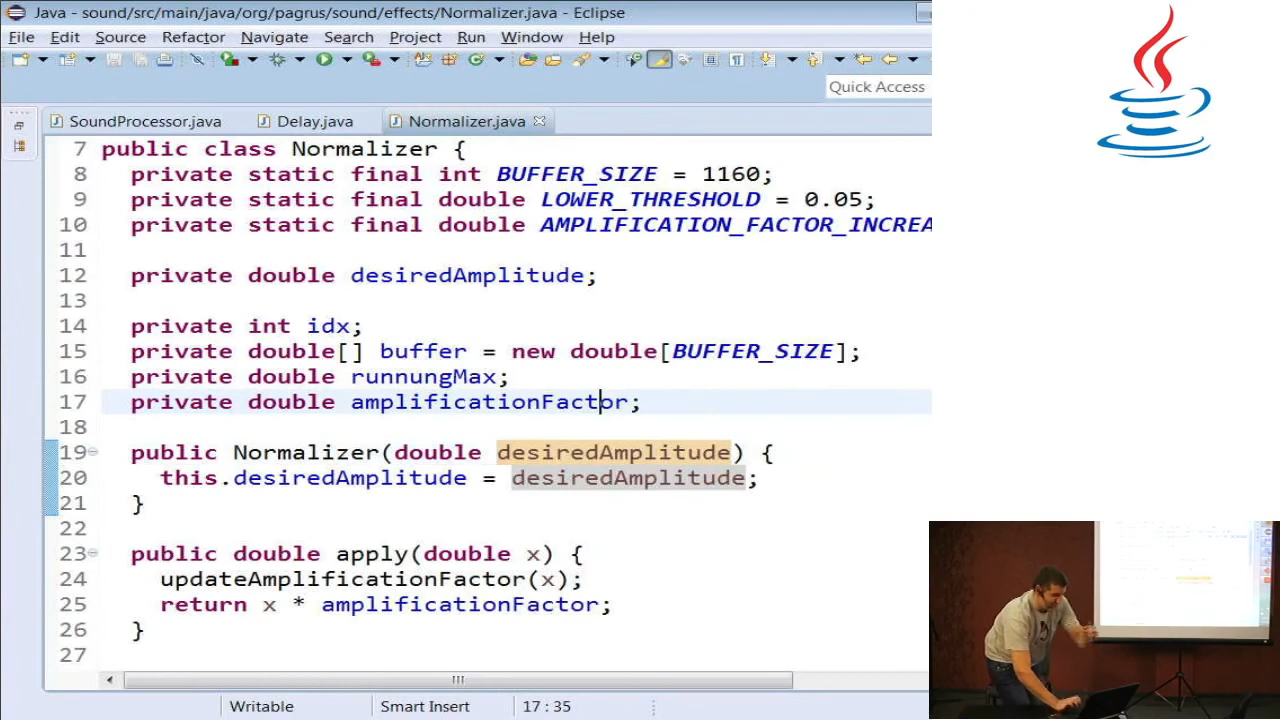 Java - sound/src/main/java/org/pagrus/sound/effects/Normalizer.java - Eclipse
File Edit Source Refactor Navigate Search Project Run Window Help
Quick Access
SoundProcessor.java Delay.java Normalizer.java
7 public class Normalizer {
8 private static final int BUFFER_SIZE = 1160;
9 private static final double LOWER_THRESHOLD = 0.05;
10 private static final double AMPLIFICATION_FACTOR_INCREA
11
12 private double desiredAmplitude;
13
14 private int idx;
15 private double[] buffer = new double[BUFFER_SIZE];
16 private double runnungMax;
17 private double amplificationFactor;
18
19 public Normalizer(double desiredAmplitude) {
20 this.desiredAmplitude = desiredAmplitude;
21 }
22
23 public double apply(double x) {
24 updateAmplificationFactor(x);
25 return x * amplificationFactor;
26 }
27
Writable Smart Insert 17 : 35